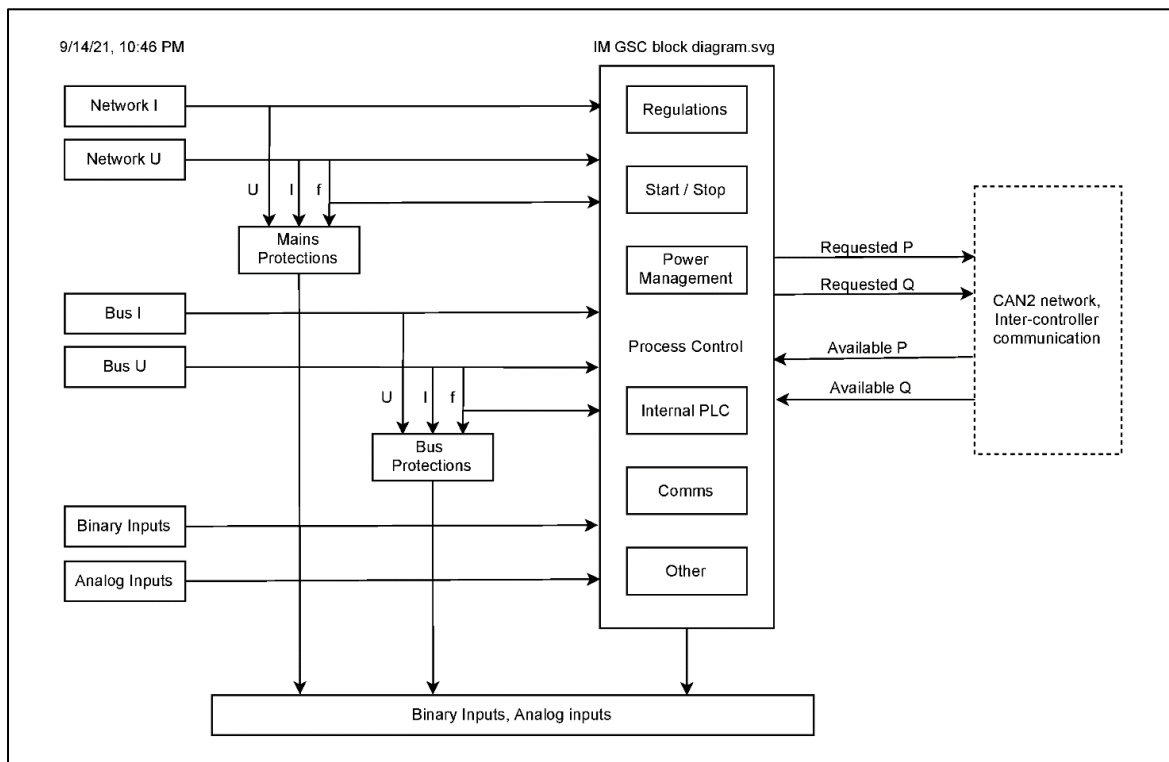 9/14/21, 10:46 PM
IM GSC block diagram.svg
Network I
Regulations
Network U
Start / Stop
U
I
f
Mains
Protections
Power
Management
Requested P
Requested Q
CAN2 network,
Inter-controller
communication
Bus I
Process Control
Available P
Bus U
Available Q
U
I
f
Internal PLC
Bus
Protections
Comms
Binary Inputs
Analog Inputs
Other
Binary Inputs, Analog inputs